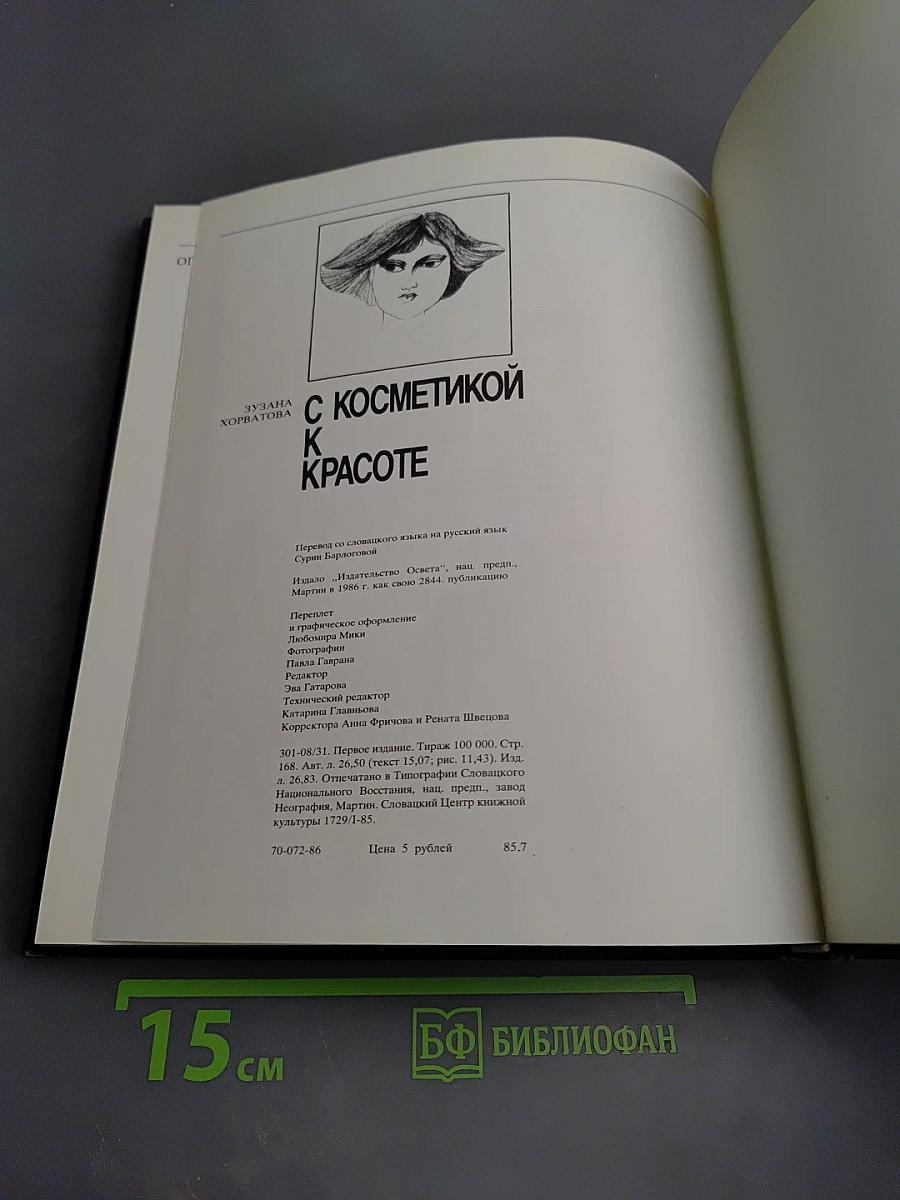 ОГ
ЗУЗАНА
ХОРВАТОВА
С КОСМЕТИКОЙ
К
КРАСОТЕ
Перевод со словацкого языка на русский язык
Сурии Барлоговой
Издало „Издательство Освета“, нац. предп.,
Мартин в 1986 г. как свою 2844. публикацию
Переплет
и графическое оформление
Любомира Мики
Фотографии
Павла Гаврана
Редактор
Эва Гатарова
Технический редактор
Катарина Главньова
Корректора Анна Фричова и Рената Швецова
301-08/31. Первое издание. Тираж 100 000. Стр.
168. Авт. л. 26,50 (текст 15,07; рис. 11,43). Изд.
л. 26,83. Отпечатано в Типографии Словацкого
Национального Восстания, нац. предп., завод
Неография, Мартин. Словацкий Центр книжной
культуры 1729/I-85.
70-072-86 Цена 5 рублей 85.7
15 см БФ БИБЛИОФАН